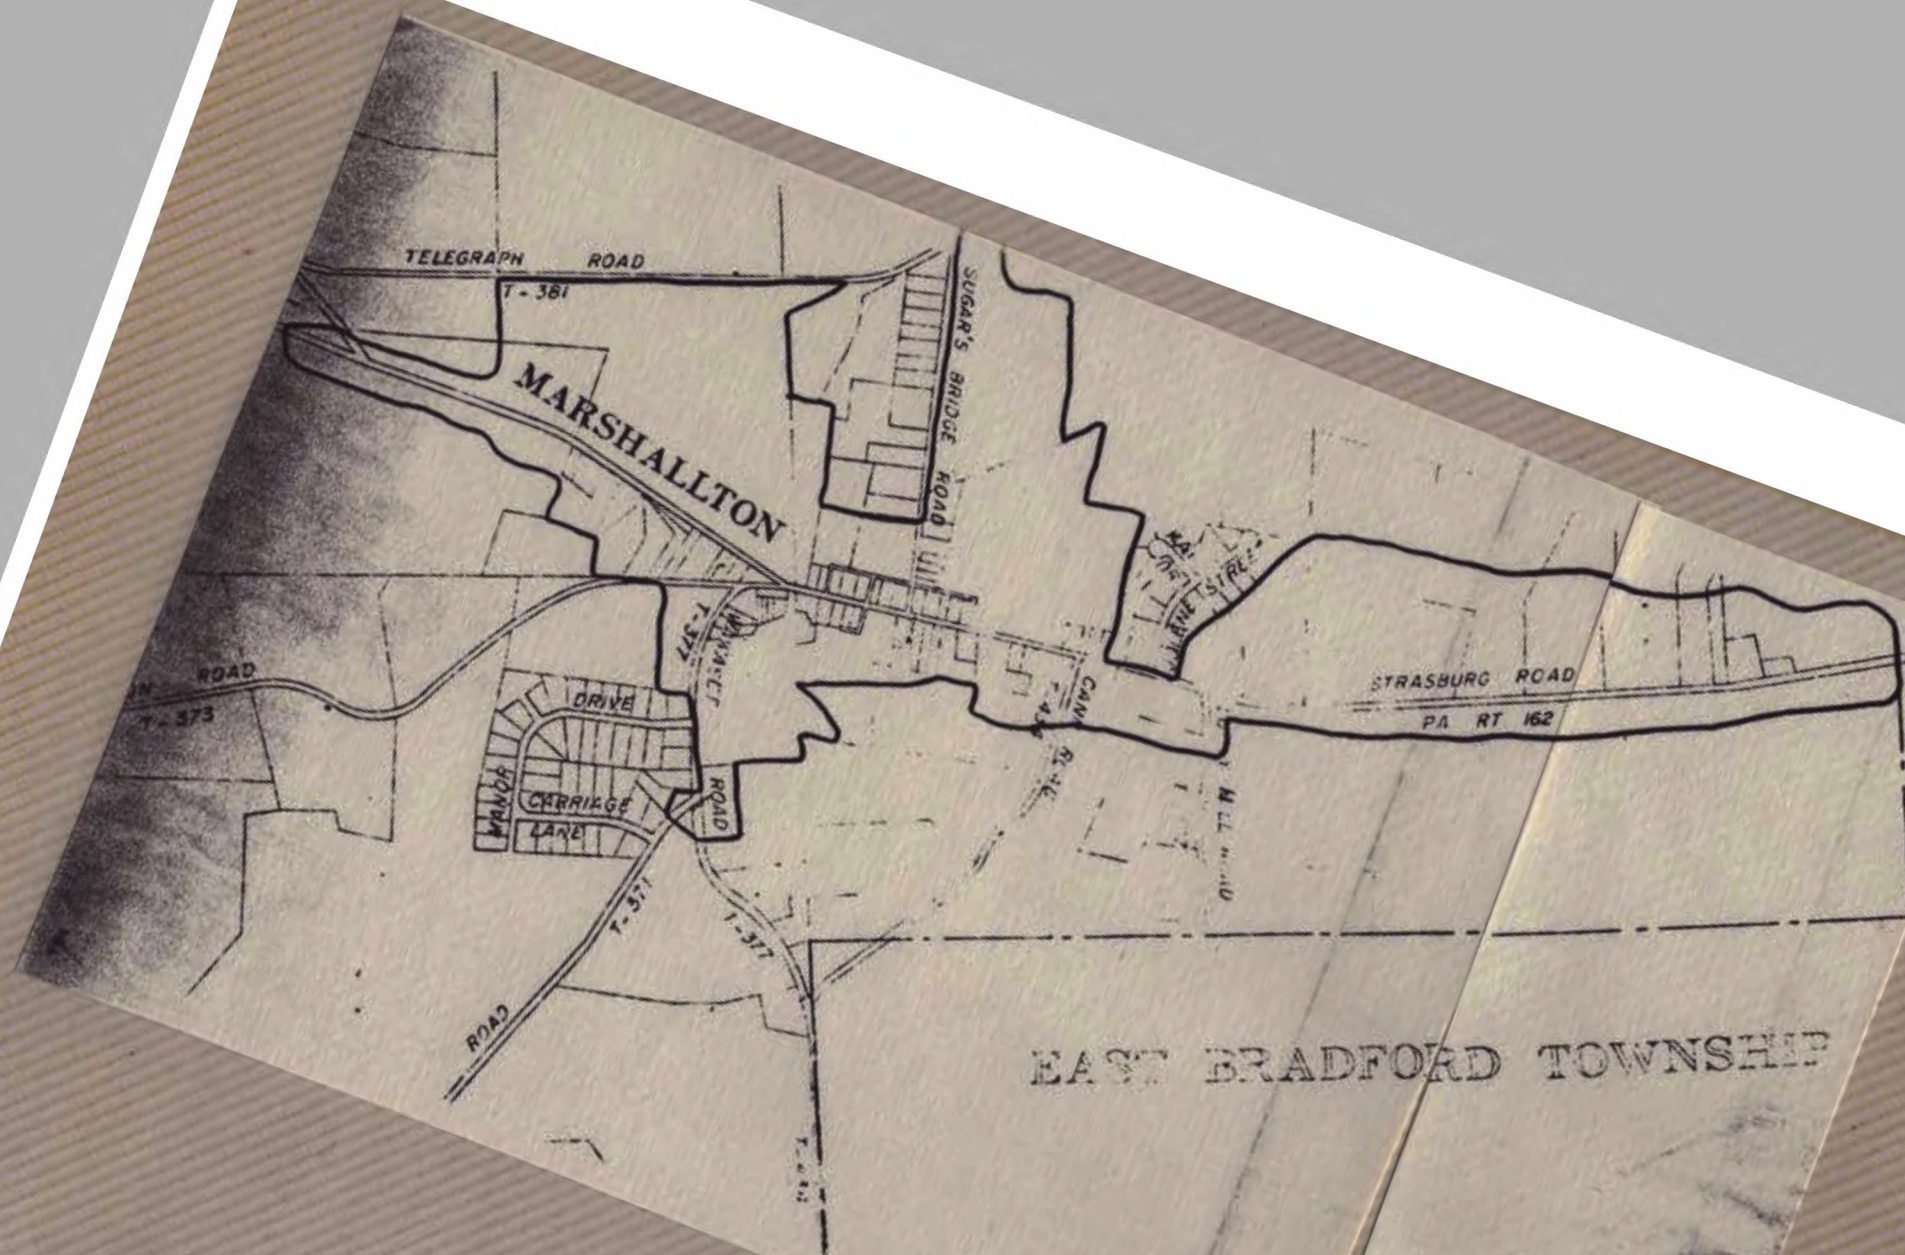 TELEGRAPH ROAD
T-381
SUGAR'S BRIDGE ROAD
MARSHALLTON
T-377
ROAD
T-373
DRIVE
MANOR
CARRIAGE
LANE
ROAD
STRASBURG ROAD
PA RT 162
T-371
T-377
ROAD
EAST BRADFORD TOWNSHIP